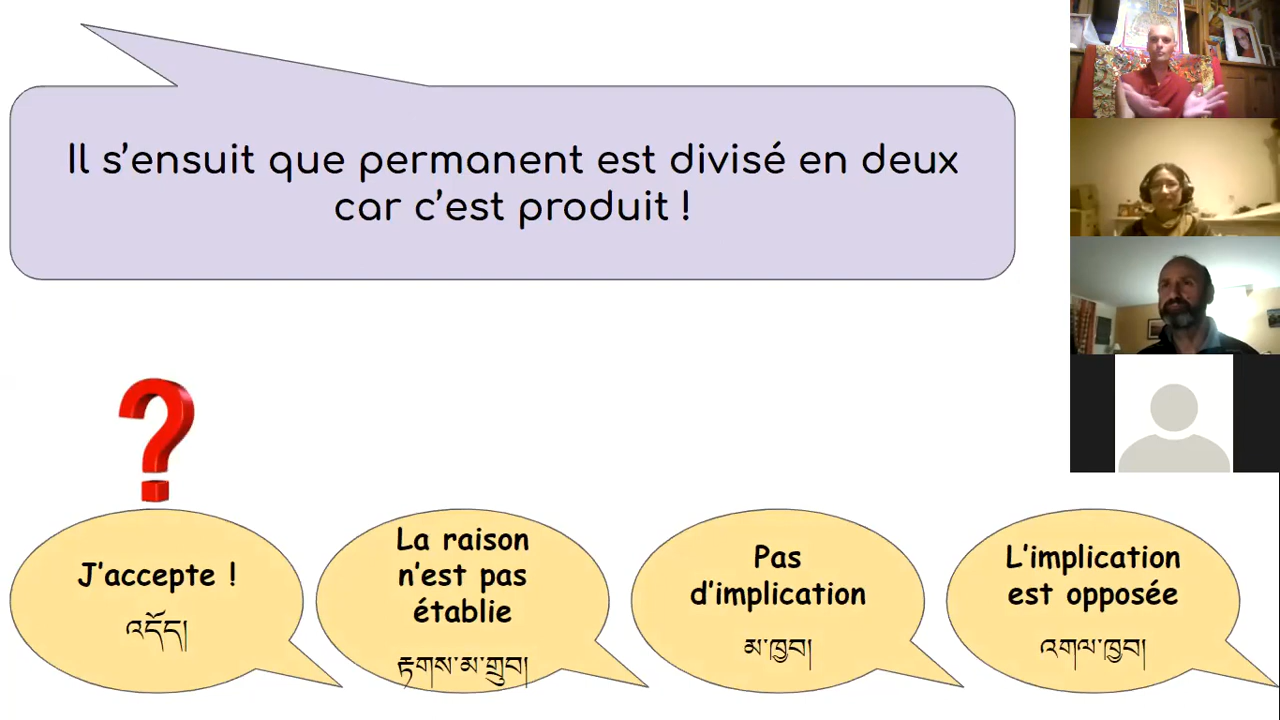 Il s'ensuit que permanent est divisé en deux
car c'est produit !
J'accepte !
འདོད།
La raison
n'est pas
établie
རྟགས་མ་གྲུབ།
Pas
d'implication
མ་ཁྱབ།
L'implication
est opposée
འགལ་ཁྱབ།